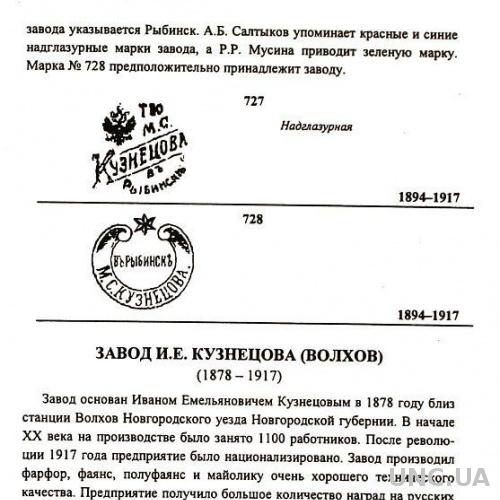 завода указывается Рыбинск. А.Б. Салтыков упоминает красные и синие
надглазурные марки завода, а Р.Р. Мусина приводит зеленую марку.
Марка № 728 предположительно принадлежит заводу.
727
Надглазурная
Т-ВО
М.С.
КУЗНЕЦОВА
ВЪ
РЫБИНСКѢ
1894–1917
728
ВЪ РЫБИНСКѢ
М.С.КУЗНЕЦОВА.
1894–1917
ЗАВОД И.Е. КУЗНЕЦОВА (ВОЛХОВ)
(1878 – 1917)
Завод основан Иваном Емельяновичем Кузнецовым в 1878 году близ
станции Волхов Новгородского уезда Новгородской губернии. В начале
XX века на производстве было занято 1100 работников. После револю-
ции 1917 года предприятие было национализировано. Завод производил
фарфор, фаянс, полуфаянс и майолику очень хорошего технического
качества. Предприятие получило большое количество наград на русских
UNC.UA